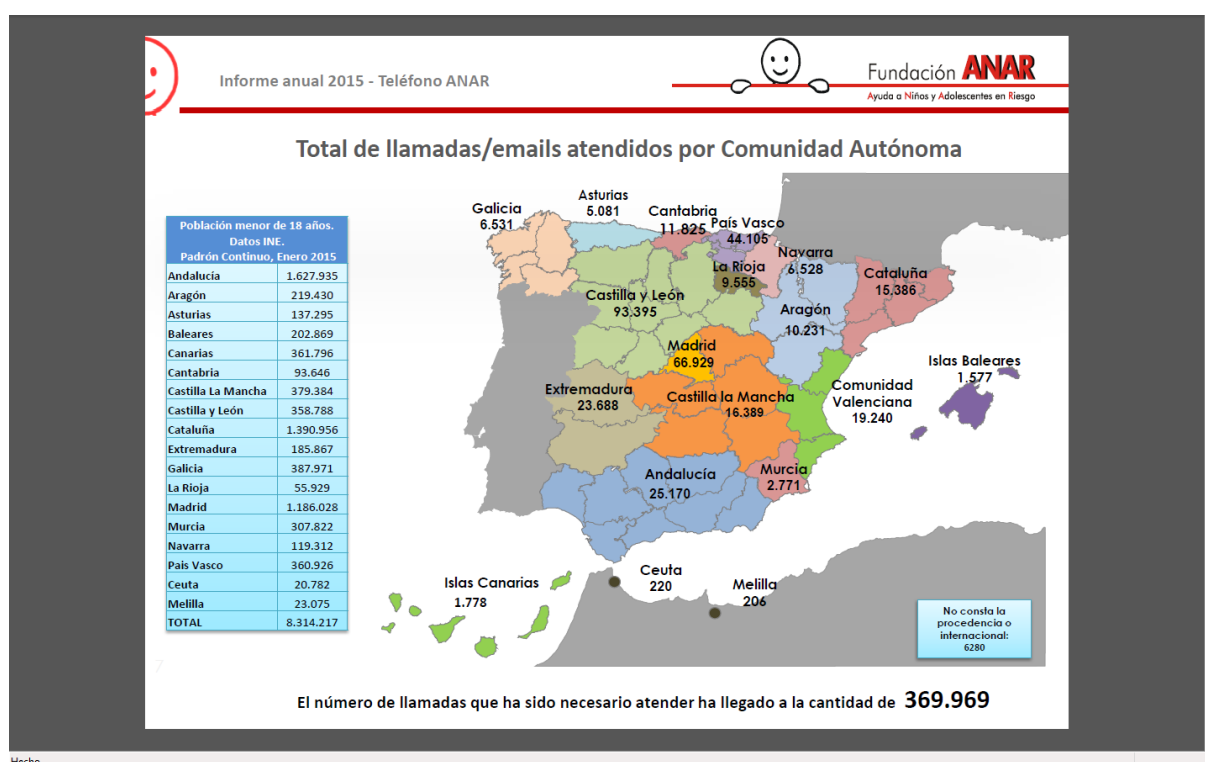 Informe anual 2015 - Teléfono ANAR
Fundación ANAR
Ayuda a Niños y Adolescentes en Riesgo
Total de llamadas/emails atendidos por Comunidad Autónoma
Población menor de 18 años.
Datos INE.
Padrón Continuo, Enero 2015
Andalucía 1.627.935
Aragón 219.430
Asturias 137.295
Baleares 202.869
Canarias 361.796
Cantabria 93.646
Castilla La Mancha 379.384
Castilla y León 358.788
Cataluña 1.390.956
Extremadura 185.867
Galicia 387.971
La Rioja 55.929
Madrid 1.186.028
Murcia 307.822
Navarra 119.312
Pais Vasco 360.926
Ceuta 20.782
Melilla 23.075
TOTAL 8.314.217
Galicia
6.531
Asturias
5.081
Cantabria
11.825
País Vasco
44.105
Navarra
6.528
La Rioja
9.555
Cataluña
15.386
Castilla y León
93.395
Aragón
10.231
Madrid
66.929
Islas Baleares
1.577
Extremadura
23.688
Castilla la Mancha
16.389
Comunidad
Valenciana
19.240
Andalucía
25.170
Murcia
2.771
Islas Canarias
1.778
Ceuta
220
Melilla
206
No consta la
procedencia o
internacional:
6280
7
El número de llamadas que ha sido necesario atender ha llegado a la cantidad de 369.969